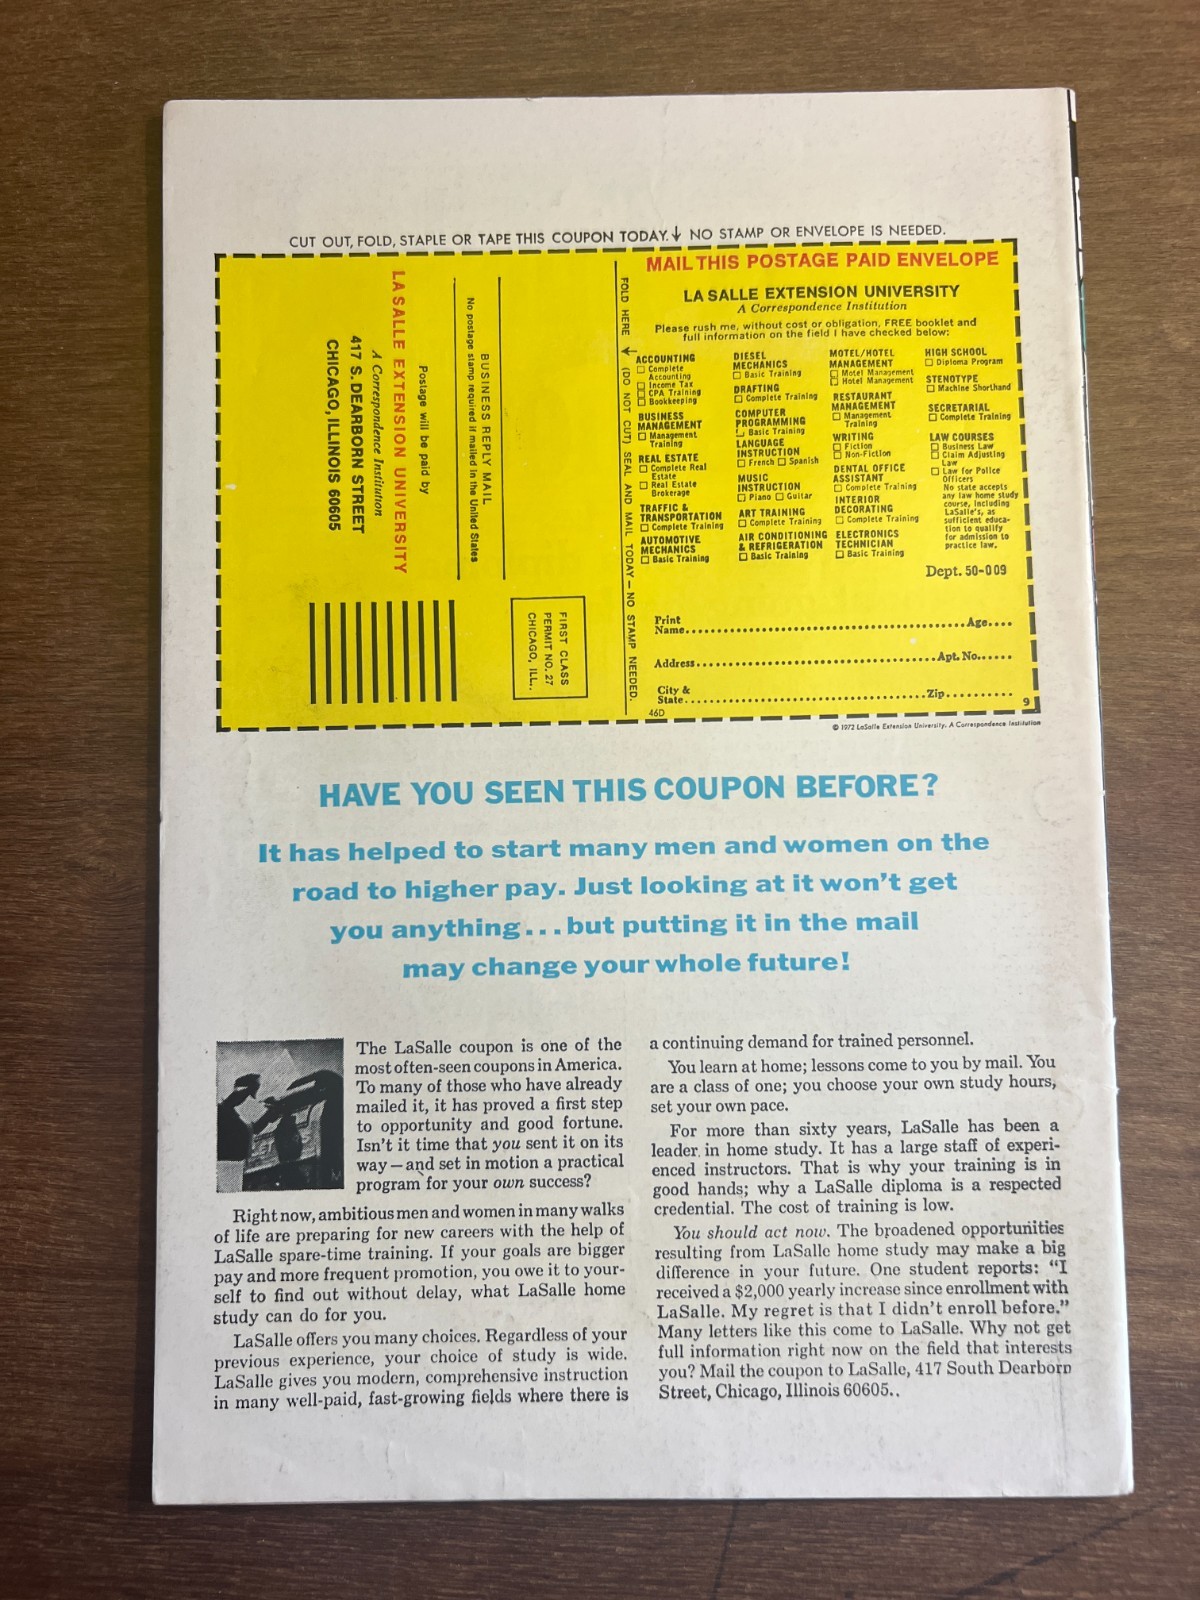 CUT OUT, FOLD, STAPLE OR TAPE THIS COUPON TODAY. ↓ NO STAMP OR ENVELOPE IS NEEDED.
FIRST CLASS
PERMIT NO. 27
CHICAGO, ILL..
BUSINESS REPLY MAIL
No postage stamp required if mailed in the United States
Postage will be paid by
LA SALLE EXTENSION UNIVERSITY
A Correspondence Institution
417 S. DEARBORN STREET
CHICAGO, ILLINOIS 60605
FOLD HERE → (DO NOT CUT) SEAL AND MAIL TODAY — NO STAMP NEEDED.
MAIL THIS POSTAGE PAID ENVELOPE
LA SALLE EXTENSION UNIVERSITY
A Correspondence Institution
Please rush me, without cost or obligation, FREE booklet and
full information on the field I have checked below:
ACCOUNTING
☐ Complete
Accounting
☐ Income Tax
☐ CPA Training
☐ Bookkeeping
BUSINESS
MANAGEMENT
☐ Management
Training
REAL ESTATE
☐ Complete Real
Estate
☐ Real Estate
Brokerage
TRAFFIC &
TRANSPORTATION
☐ Complete Training
AUTOMOTIVE
MECHANICS
☐ Basic Training
DIESEL
MECHANICS
☐ Basic Training
DRAFTING
☐ Complete Training
COMPUTER
PROGRAMMING
☐ Basic Training
LANGUAGE
INSTRUCTION
☐ French ☐ Spanish
MUSIC
INSTRUCTION
☐ Piano ☐ Guitar
ART TRAINING
☐ Complete Training
AIR CONDITIONING
& REFRIGERATION
☐ Basic Training
MOTEL/HOTEL
MANAGEMENT
☐ Motel Management
☐ Hotel Management
RESTAURANT
MANAGEMENT
☐ Management
Training
WRITING
☐ Fiction
☐ Non-Fiction
DENTAL OFFICE
ASSISTANT
☐ Complete Training
INTERIOR
DECORATING
☐ Complete Training
ELECTRONICS
TECHNICIAN
☐ Basic Training
HIGH SCHOOL
☐ Diploma Program
STENOTYPE
☐ Machine Shorthand
SECRETARIAL
☐ Complete Training
LAW COURSES
☐ Business Law
☐ Claim Adjusting
Law
☐ Law for Police
Officers
No state accepts
any law home study
course, including
LaSalle's, as
sufficient educa-
tion to qualify
for admission to
practice law.
Dept. 50-009
Print
Name.....Age....
Address.....Apt. No......
City &
State.....Zip..........
46D
9
© 1972 LaSalle Extension University. A Correspondence Institution
HAVE YOU SEEN THIS COUPON BEFORE?
It has helped to start many men and women on the
road to higher pay. Just looking at it won't get
you anything...but putting it in the mail
may change your whole future!
The LaSalle coupon is one of the
most often-seen coupons in America.
To many of those who have already
mailed it, it has proved a first step
to opportunity and good fortune.
Isn't it time that you sent it on its
way — and set in motion a practical
program for your own success?
Right now, ambitious men and women in many walks
of life are preparing for new careers with the help of
LaSalle spare-time training. If your goals are bigger
pay and more frequent promotion, you owe it to your-
self to find out without delay, what LaSalle home
study can do for you.
LaSalle offers you many choices. Regardless of your
previous experience, your choice of study is wide.
LaSalle gives you modern, comprehensive instruction
in many well-paid, fast-growing fields where there is
a continuing demand for trained personnel.
You learn at home; lessons come to you by mail. You
are a class of one; you choose your own study hours,
set your own pace.
For more than sixty years, LaSalle has been a
leader in home study. It has a large staff of experi-
enced instructors. That is why your training is in
good hands; why a LaSalle diploma is a respected
credential. The cost of training is low.
You should act now. The broadened opportunities
resulting from LaSalle home study may make a big
difference in your future. One student reports: "I
received a $2,000 yearly increase since enrollment with
LaSalle. My regret is that I didn't enroll before."
Many letters like this come to LaSalle. Why not get
full information right now on the field that interests
you? Mail the coupon to LaSalle, 417 South Dearborn
Street, Chicago, Illinois 60605..